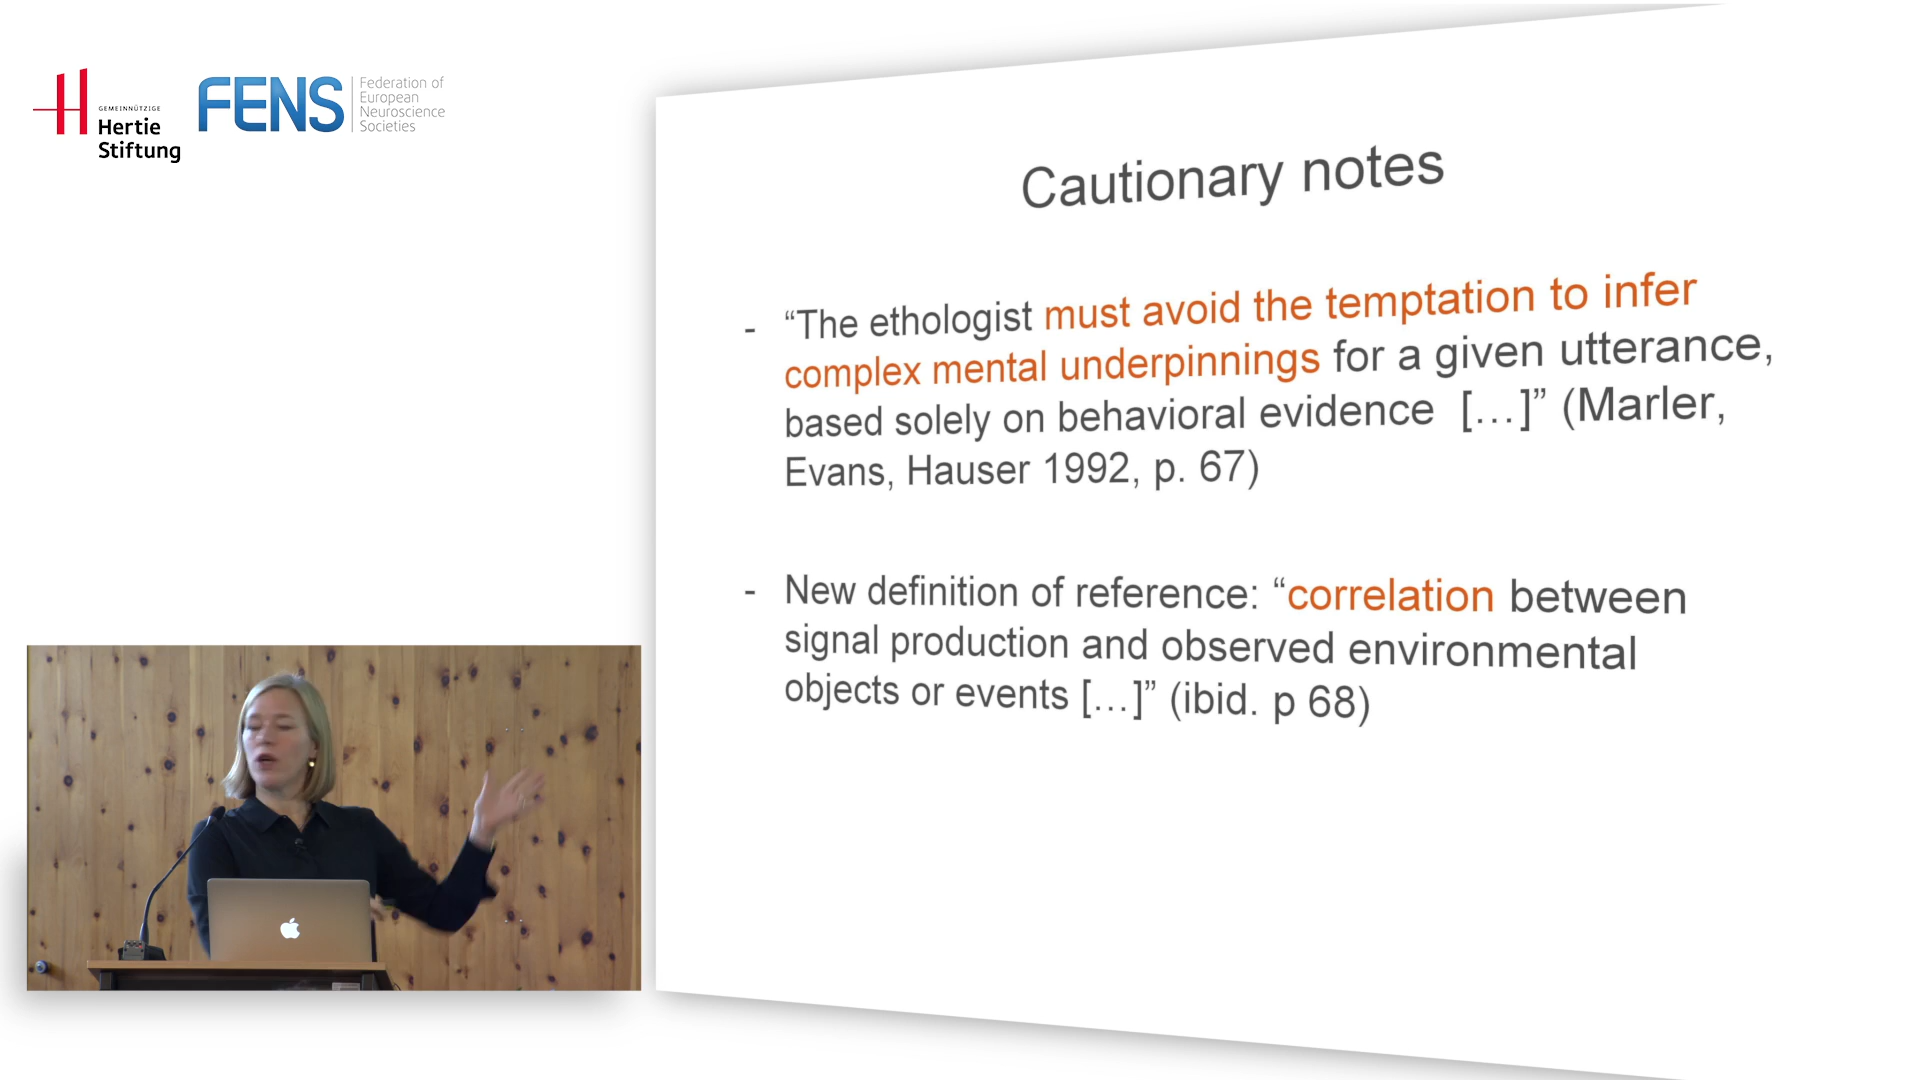 GEMEINNÜTZIGE
Hertie
Stiftung
FENS
Federation of
European
Neuroscience
Societies
Cautionary notes
- “The ethologist must avoid the temptation to infer
complex mental underpinnings for a given utterance,
based solely on behavioral evidence […]” (Marler,
Evans, Hauser 1992, p. 67)
- New definition of reference: “correlation between
signal production and observed environmental
objects or events […]” (ibid. p 68)